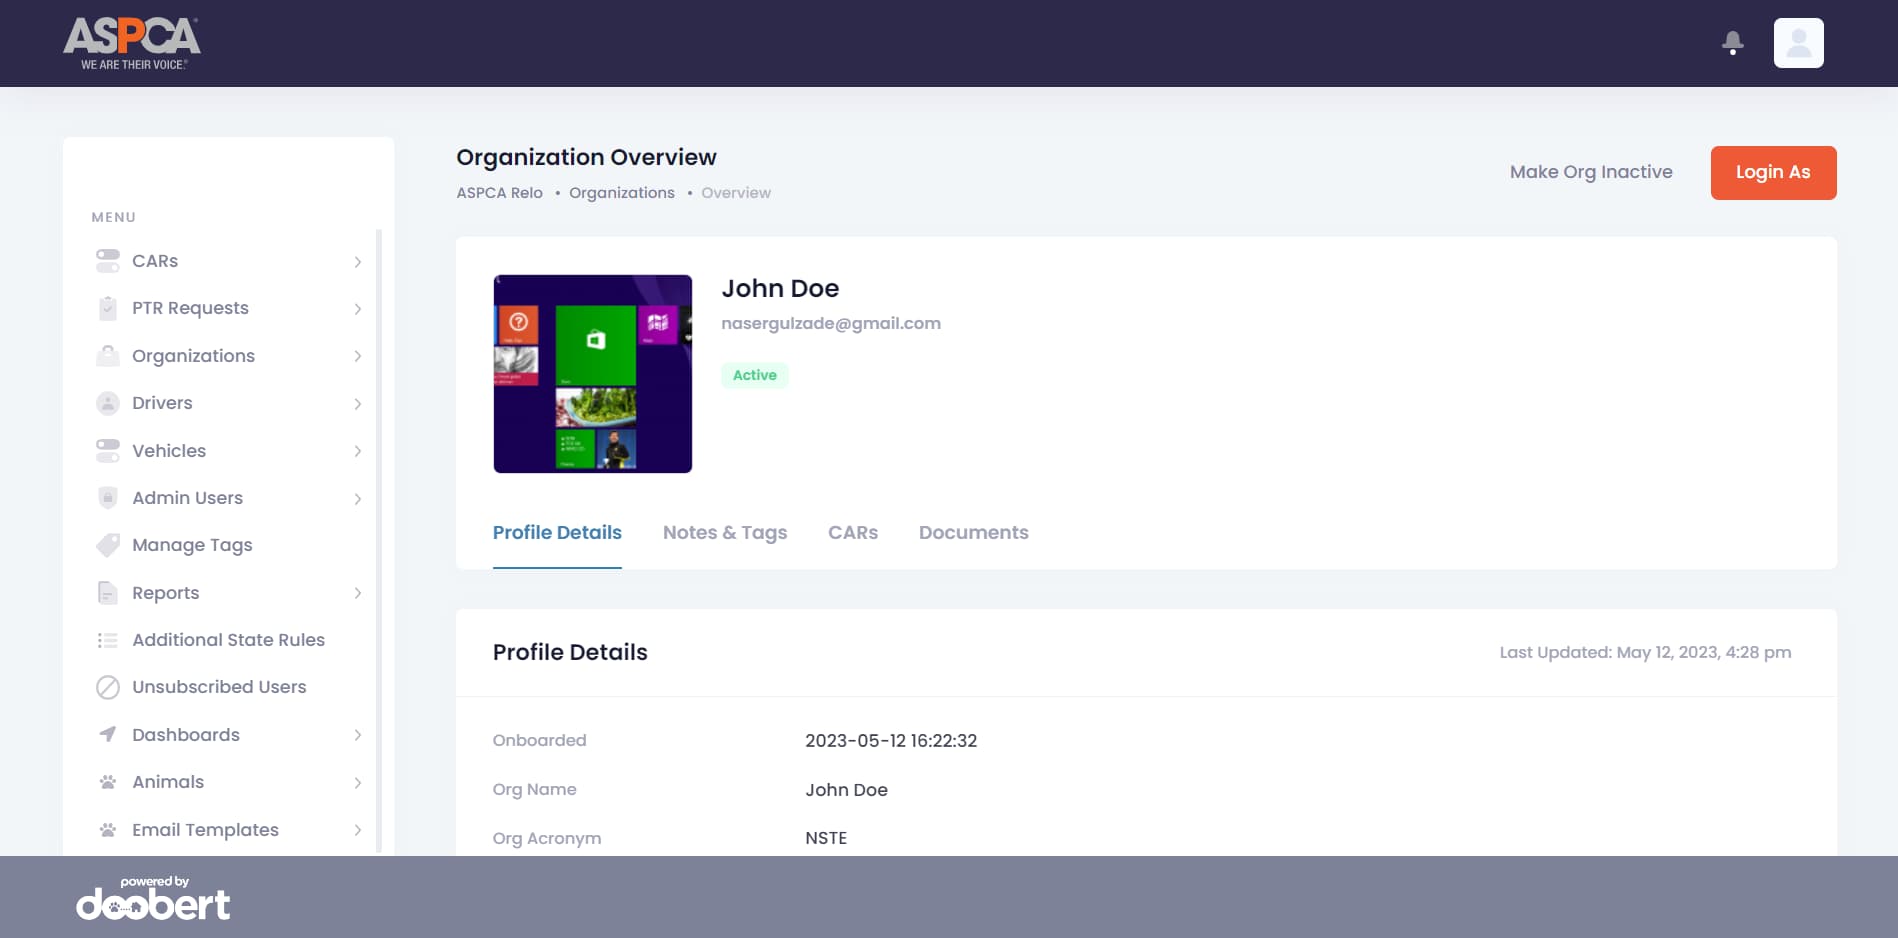 ASPCA
WE ARE THEIR VOICE.®
MENU
CARs
PTR Requests
Organizations
Drivers
Vehicles
Admin Users
Manage Tags
Reports
Additional State Rules
Unsubscribed Users
Dashboards
Animals
Email Templates
Organization Overview
ASPCA Relo • Organizations • Overview
Make Org Inactive
Login As
John Doe
nasergulzade@gmail.com
Active
Profile Details Notes & Tags CARs Documents
Profile Details
Last Updated: May 12, 2023, 4:28 pm
Onboarded 2023-05-12 16:22:32
Org Name John Doe
Org Acronym NSTE
powered by
doobert